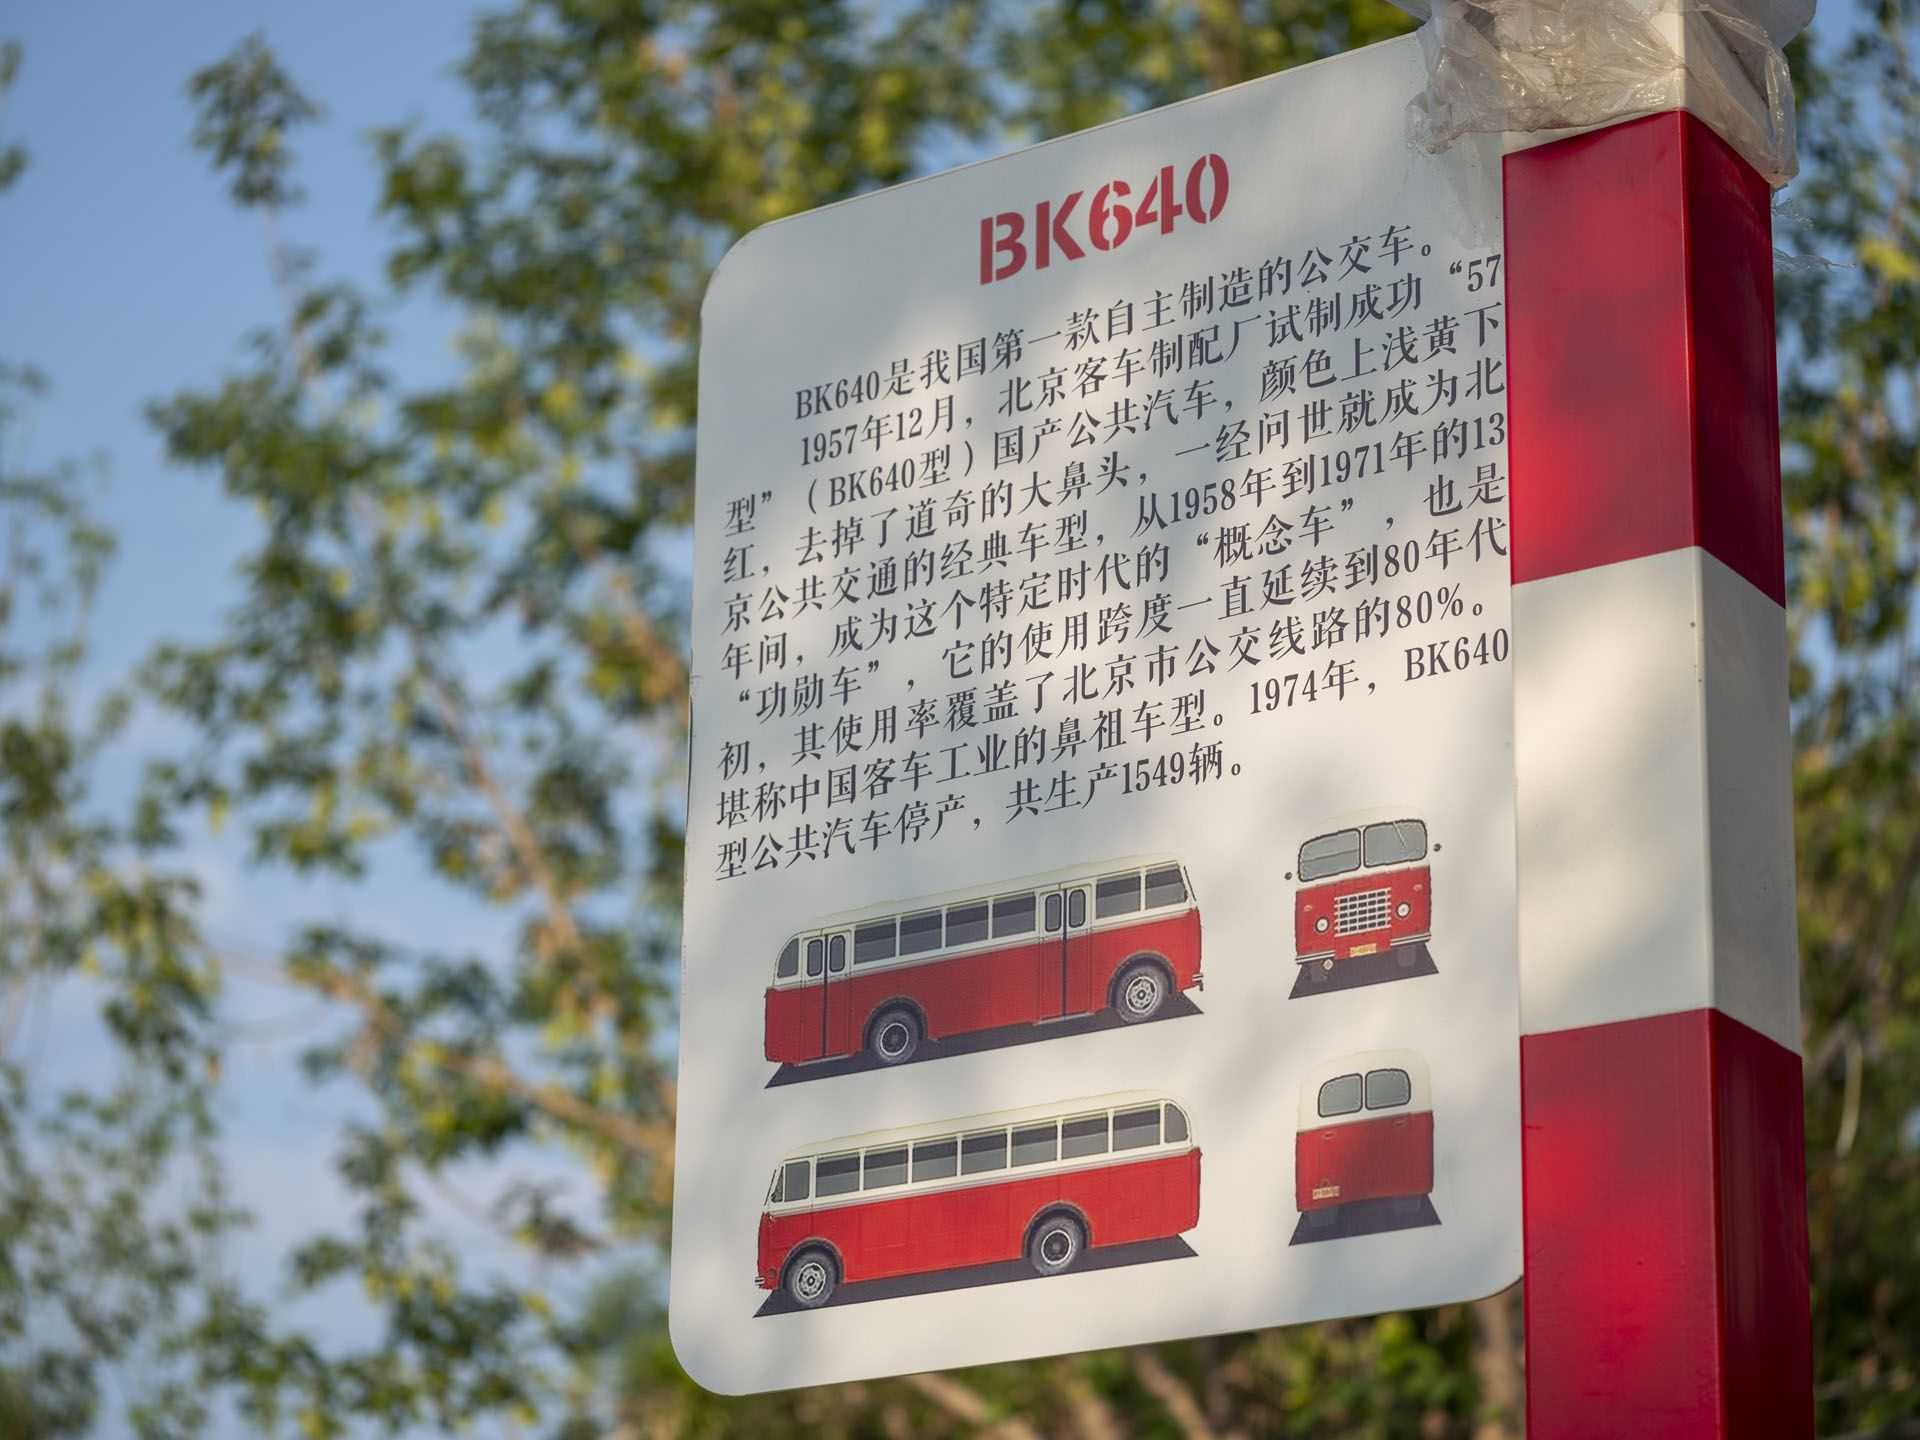 BK640
BK640是我国第一款自主制造的公交车。
1957年12月，北京客车制配厂试制成功“57
型”（BK640型）国产公共汽车，颜色上浅黄下
红，去掉了道奇的大鼻头，一经问世就成为北
京公共交通的经典车型，从1958年到1971年的13
年间，成为这个特定时代的“概念车”，也是
“功勋车”，它的使用跨度一直延续到80年代
初，其使用率覆盖了北京市公交线路的80%。
堪称中国客车工业的鼻祖车型。1974年，BK640
型公共汽车停产，共生产1549辆。